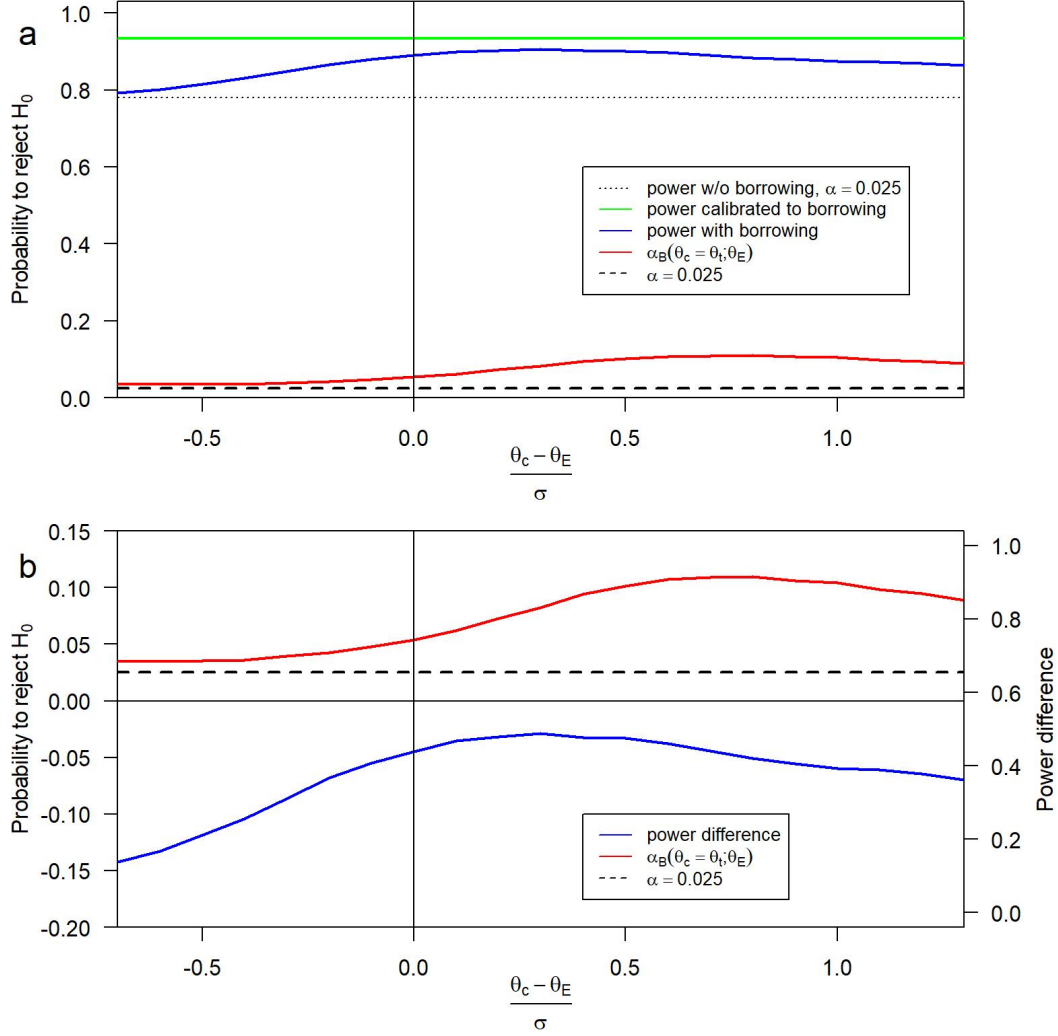 a
Probability to reject H0
1.0
0.8
0.6
0.4
0.2
0.0
power w/o borrowing, α = 0.025
power calibrated to borrowing
power with borrowing
αB(θc = θt;θE)
α = 0.025
-0.5 0.0 0.5 1.0
θc − θE
σ
b
Probability to reject H0
0.15
0.10
0.05
0.00
-0.05
-0.10
-0.15
-0.20
power difference
αB(θc = θt;θE)
α = 0.025
1.0
0.8
0.6
0.4
0.2
0.0
Power difference
-0.5 0.0 0.5 1.0
θc − θE
σ